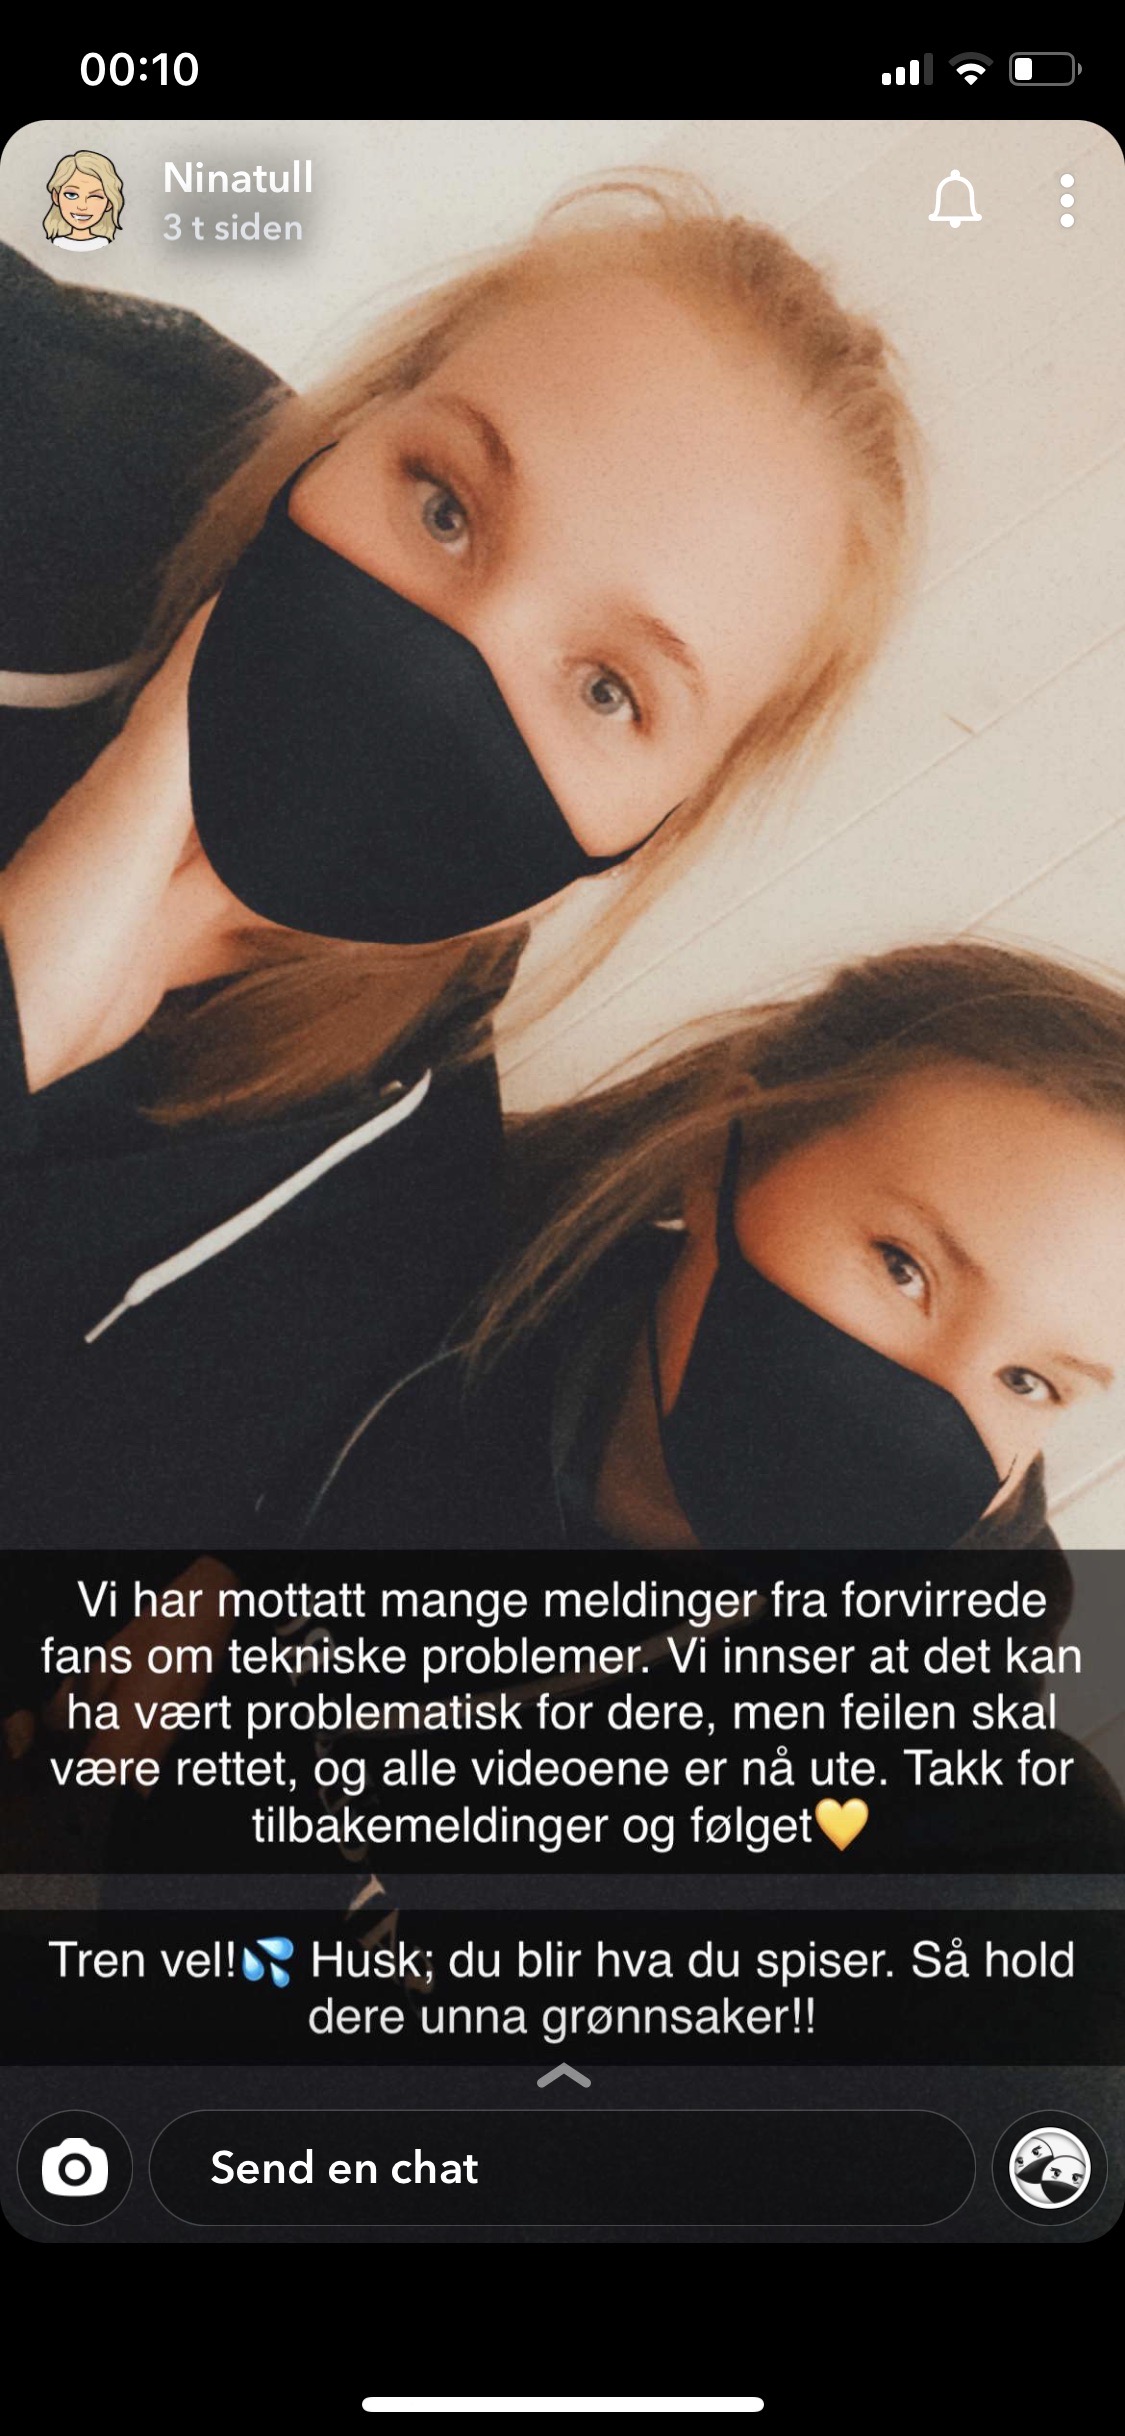 00:10
Ninatull
3 t siden
Vi har mottatt mange meldinger fra forvirrede
fans om tekniske problemer. Vi innser at det kan
ha vært problematisk for dere, men feilen skal
være rettet, og alle videoene er nå ute. Takk for
tilbakemeldinger og følget💛
Tren vel!💦 Husk; du blir hva du spiser. Så hold
dere unna grønnsaker!!
Send en chat